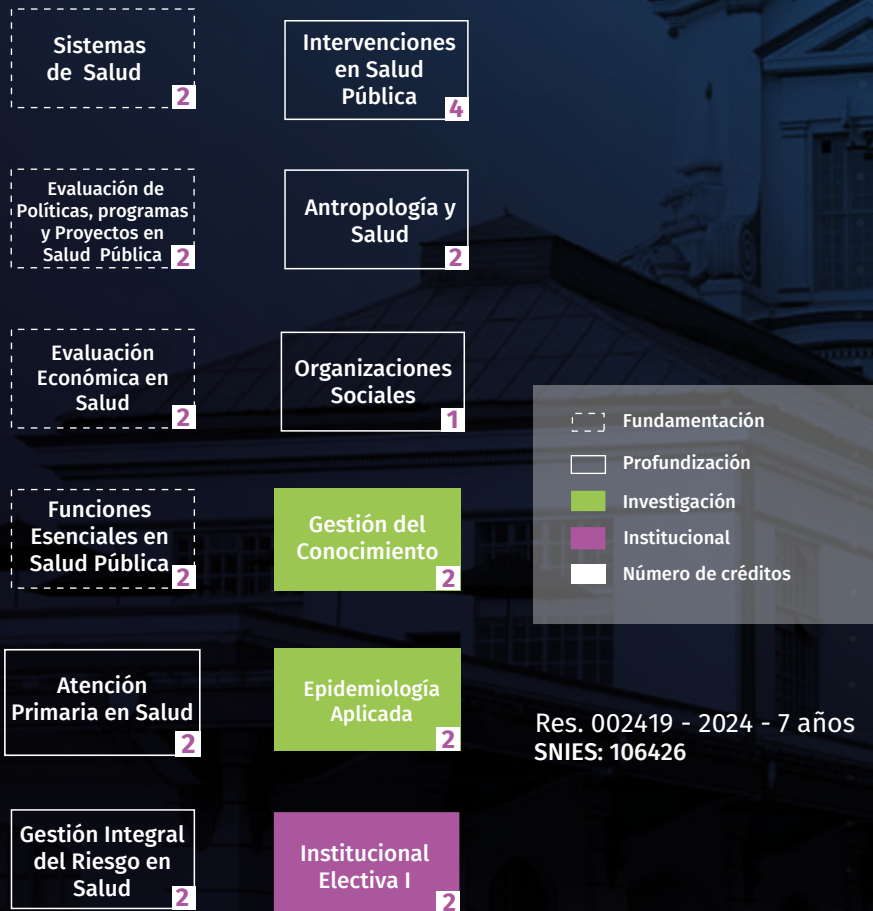 Sistemas
de Salud
2
Intervenciones
en Salud
Pública
4
Evaluación de
Políticas, programas
y Proyectos en
Salud Pública
2
Antropología y
Salud
2
Evaluación
Económica en
Salud
2
Organizaciones
Sociales
1
Funciones
Esenciales en
Salud Pública
2
Gestión del
Conocimiento
2
Atención
Primaria en Salud
2
Epidemiología
Aplicada
2
Gestión Integral
del Riesgo en
Salud
2
Institucional
Electiva I
2
Fundamentación
Profundización
Investigación
Institucional
Número de créditos
Res. 002419 - 2024 - 7 años
SNIES: 106426